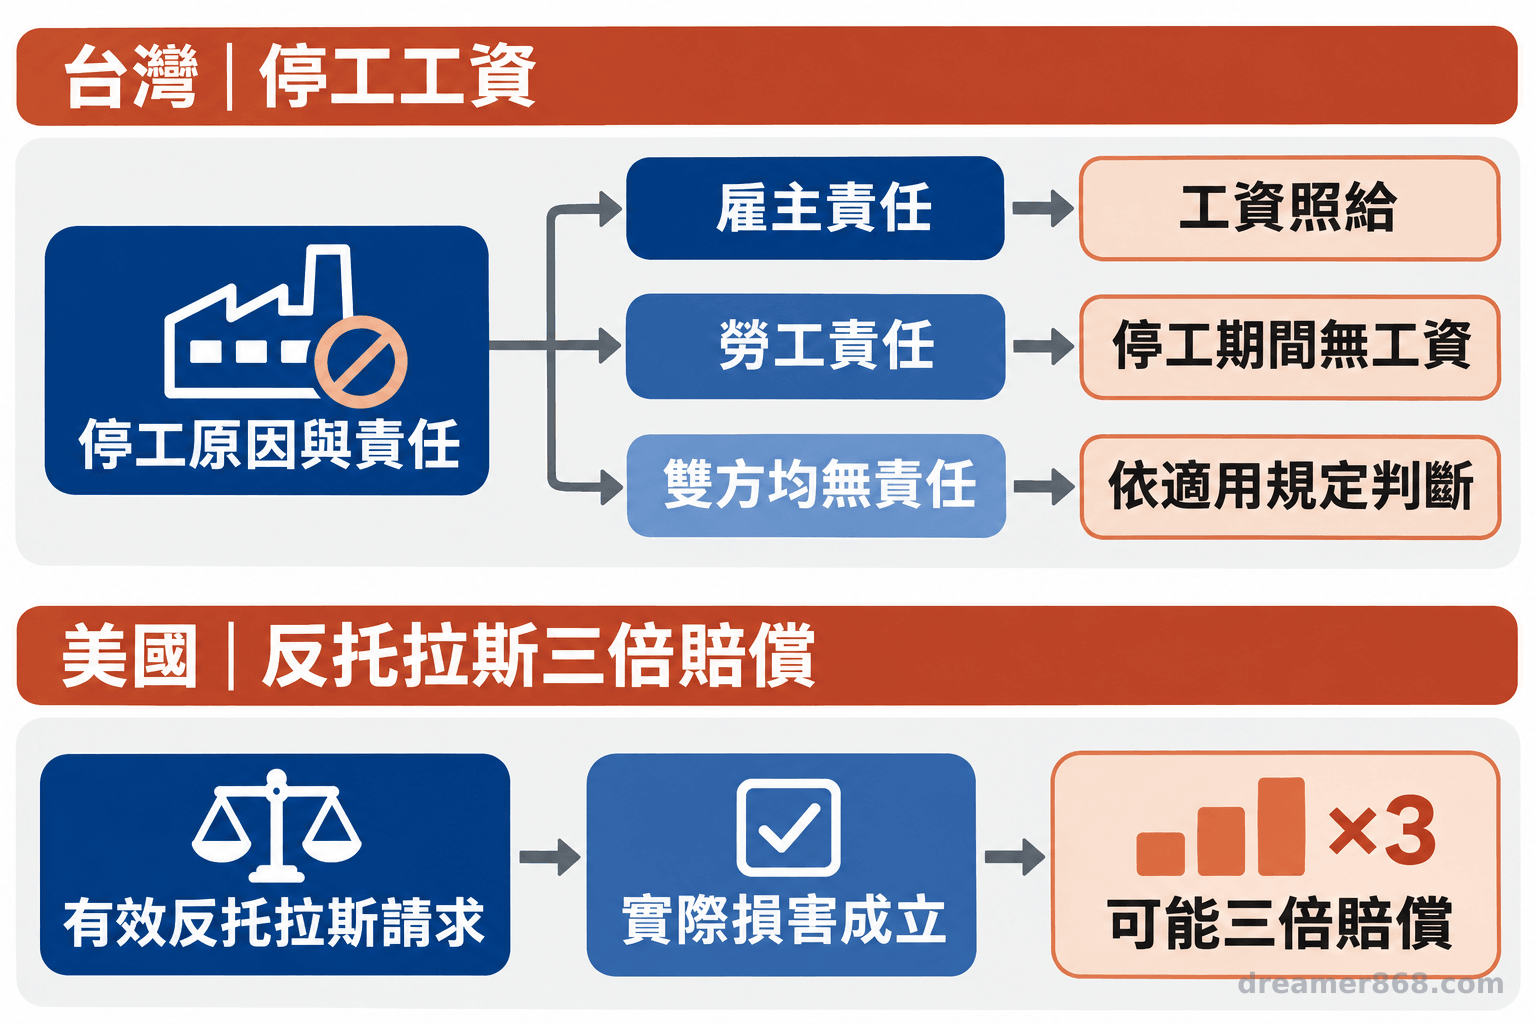 台灣｜停工工資
雇主責任
工資照給
停工原因與責任
勞工責任
停工期間無工資
雙方均無責任
依適用規定判斷
美國｜反托拉斯三倍賠償
有效反托拉斯請求
實際損害成立
×3
可能三倍賠償
dreamer868.com